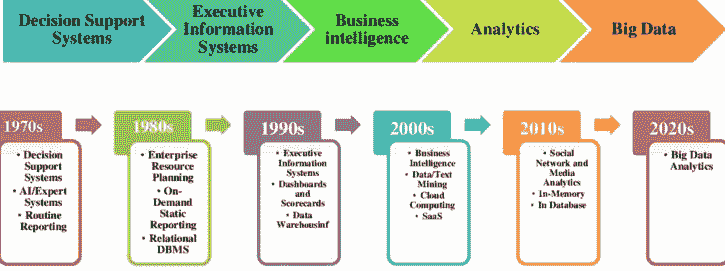 Decision Support
Systems
Executive
Information
Systems
Business
intelligence
Analytics
Big Data
1970s
• Decision
Support
Systems
• AI/Expert
Systems
• Routine
Reporting
1980s
• Enterprise
Resource
Planning
• On-
Demand
Static
Reporting
• Relational
DBMS
1990s
• Executive
Information
Systems
• Dashboards
and
Scorecards
• Data
Warehousinf
2000s
• Business
Intelligence
• Data/Text
Mining
• Cloud
Computing
• SaaS
2010s
• Social
Network and
Media
Analytics
• In-Memory
• In Database
2020s
• Big Data
Analytics